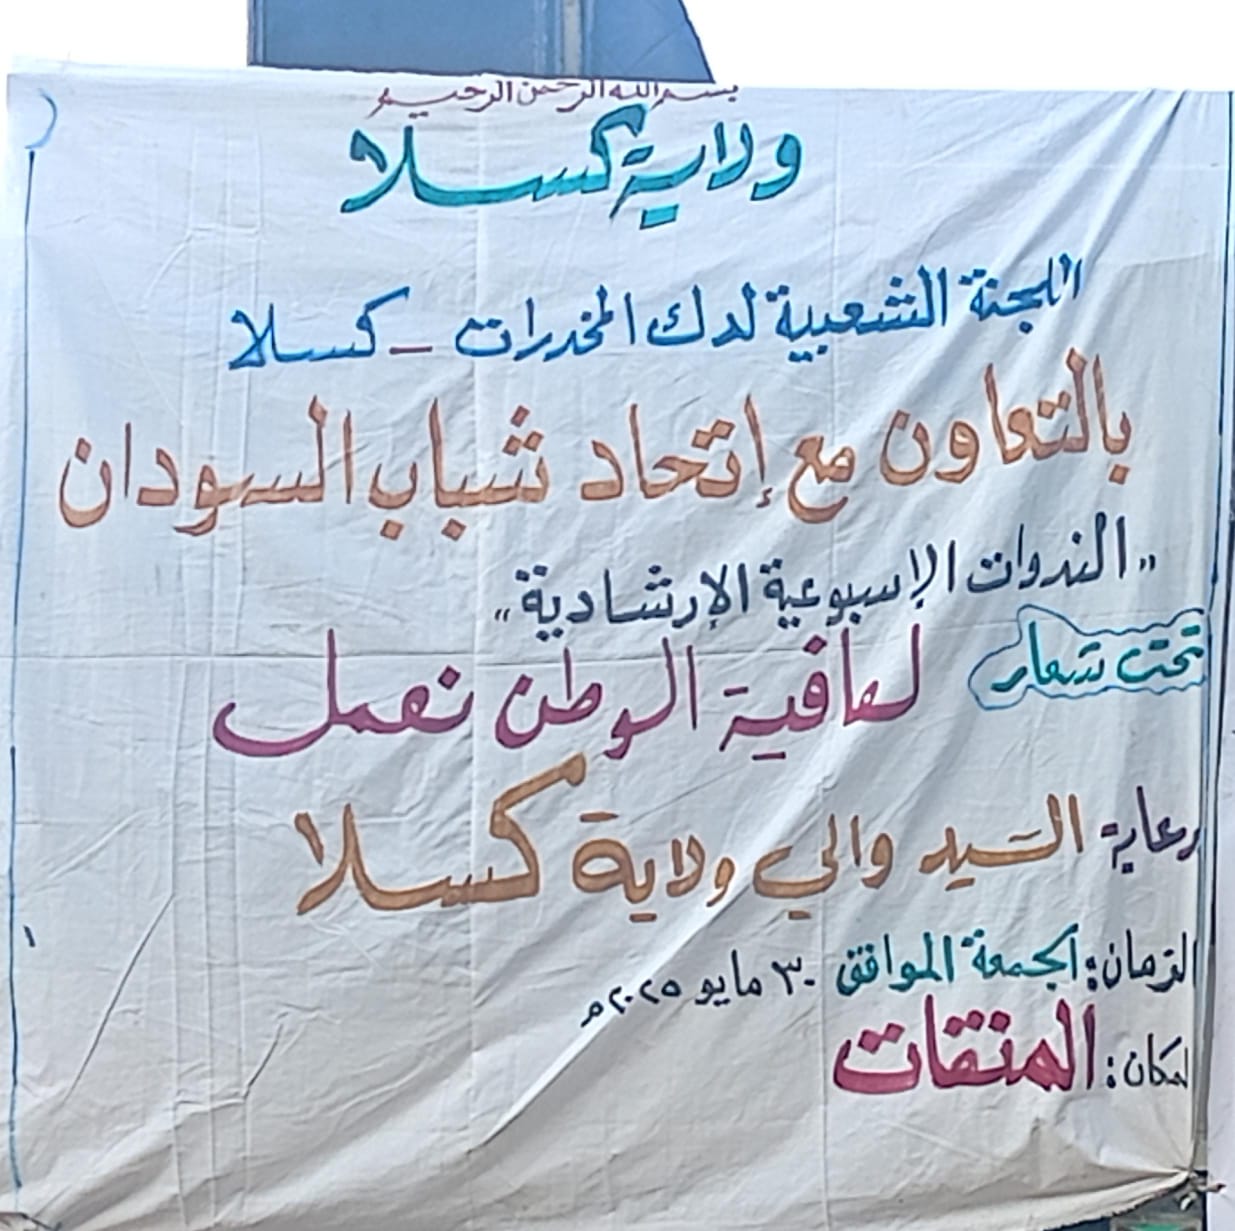 بسم الله الرحمن الرحيم
ولاية كسلا
اللجنة الشعبية لدك المخدرات - كسلا
بالتعاون مع إتحاد شباب السودان
"الندوات الإسبوعية الإرشادية"
تحت شعار لعافية الوطن نعمل
رعاية السيد والي ولاية كسلا
الزمان: الجمعة الموافق ٣٠ مايو ٢٠٢٥م
المكان: المنتقات